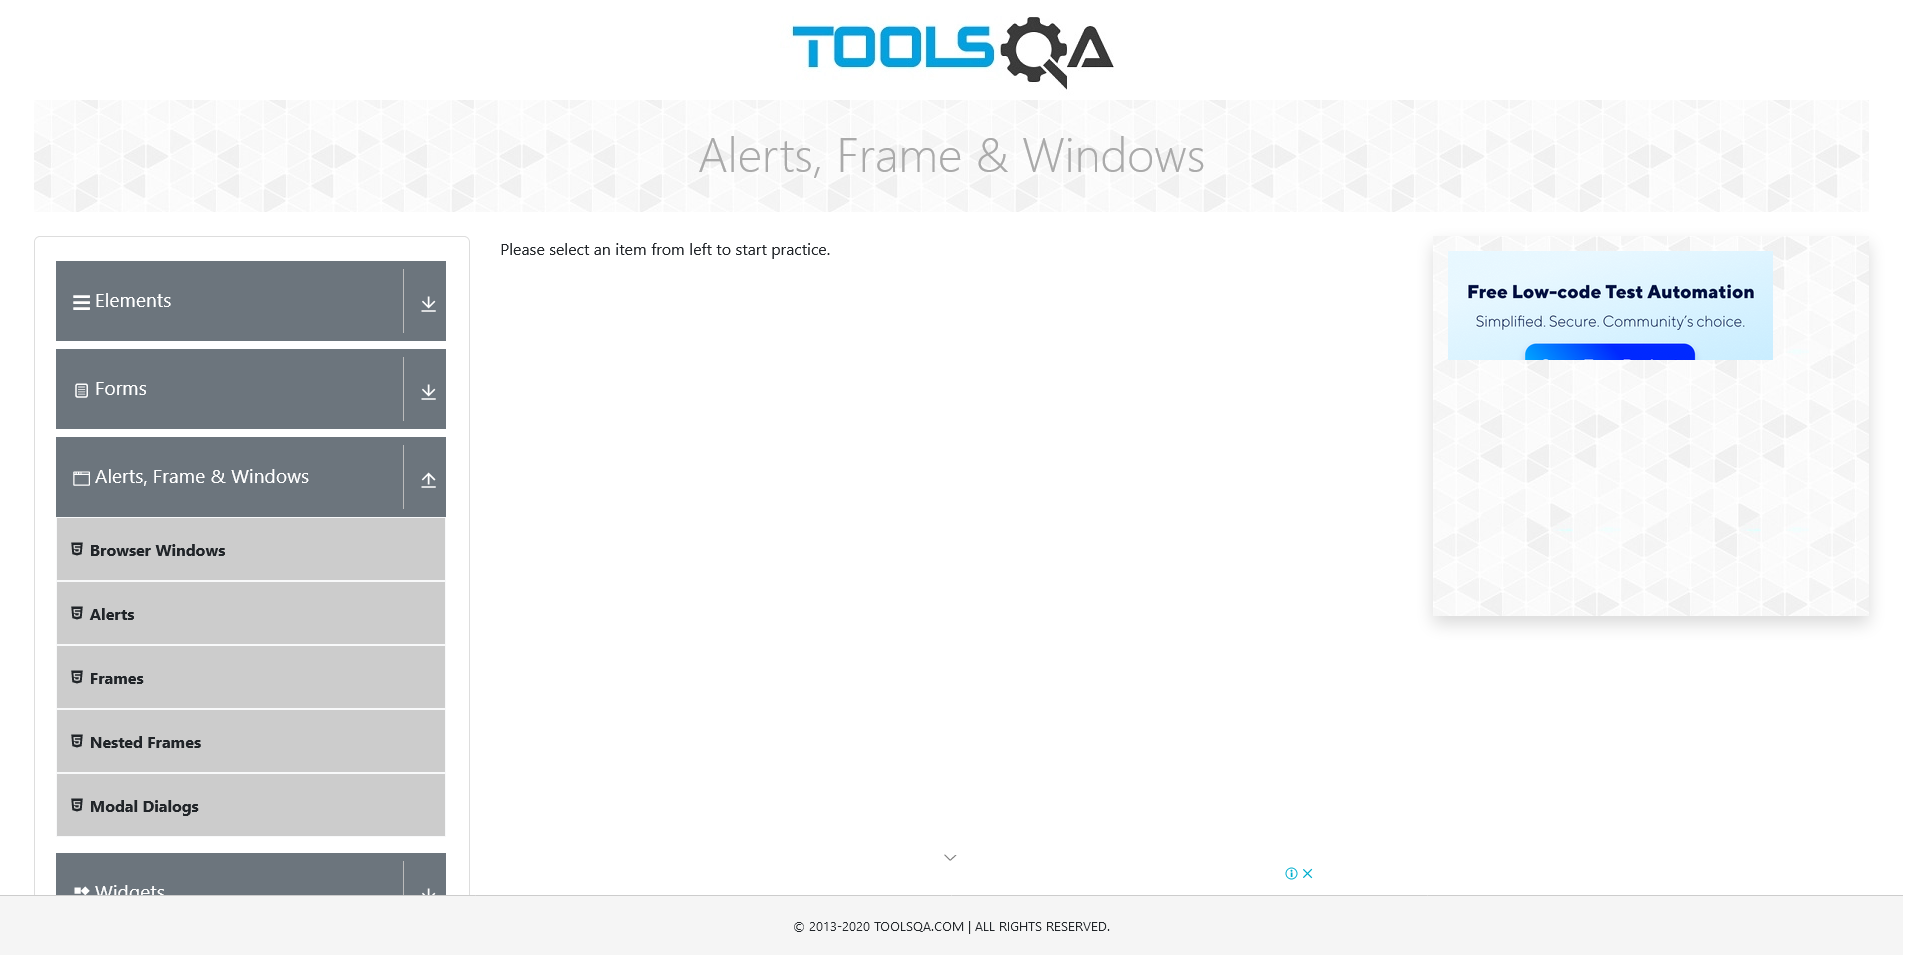 TOOLSQA
Alerts, Frame & Windows
Elements
Forms
Alerts, Frame & Windows
Browser Windows
Alerts
Frames
Nested Frames
Modal Dialogs
Widgets
Please select an item from left to start practice.
Free Low-code Test Automation
Simplified. Secure. Community's choice.
© 2013-2020 TOOLSQA.COM | ALL RIGHTS RESERVED.